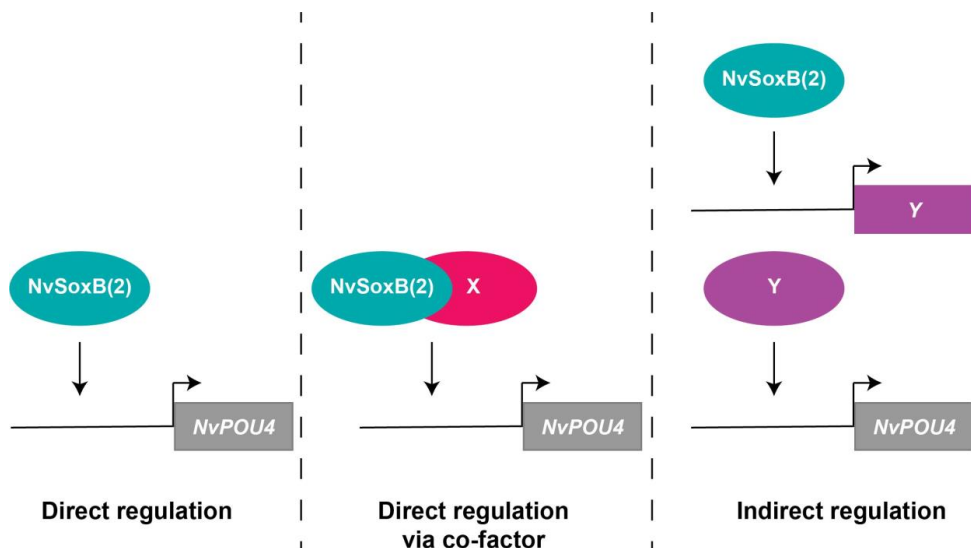 NvSoxB(2)
NvPOU4
Direct regulation
NvSoxB(2)
X
NvPOU4
Direct regulation
via co-factor
NvSoxB(2)
Y
Y
NvPOU4
Indirect regulation